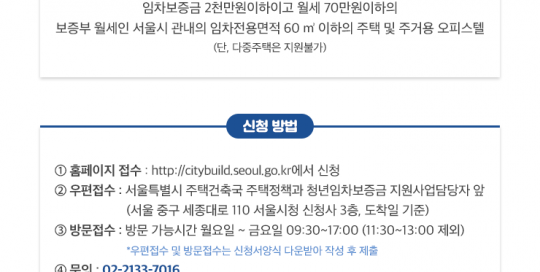 임차보증금 2천만원이하이고 월세 70만원이하의
보증부 월세인 서울시 관내의 임차전용면적 60 ㎡ 이하의 주택 및 주거용 오피스텔
(단, 다중주택은 지원불가)
신청 방법
① 홈페이지 접수 : http://citybuild.seoul.go.kr에서 신청
② 우편접수 : 서울특별시 주택건축국 주택정책과 청년임차보증금 지원사업담당자 앞
(서울 중구 세종대로 110 서울시청 신청사 3층, 도착일 기준)
③ 방문접수 : 방문 가능시간 월요일 ~ 금요일 09:30~17:00 (11:30~13:00 제외)
*우편접수 및 방문접수는 신청서양식 다운받아 작성 후 제출
④ 문의 : 02-2133-7016